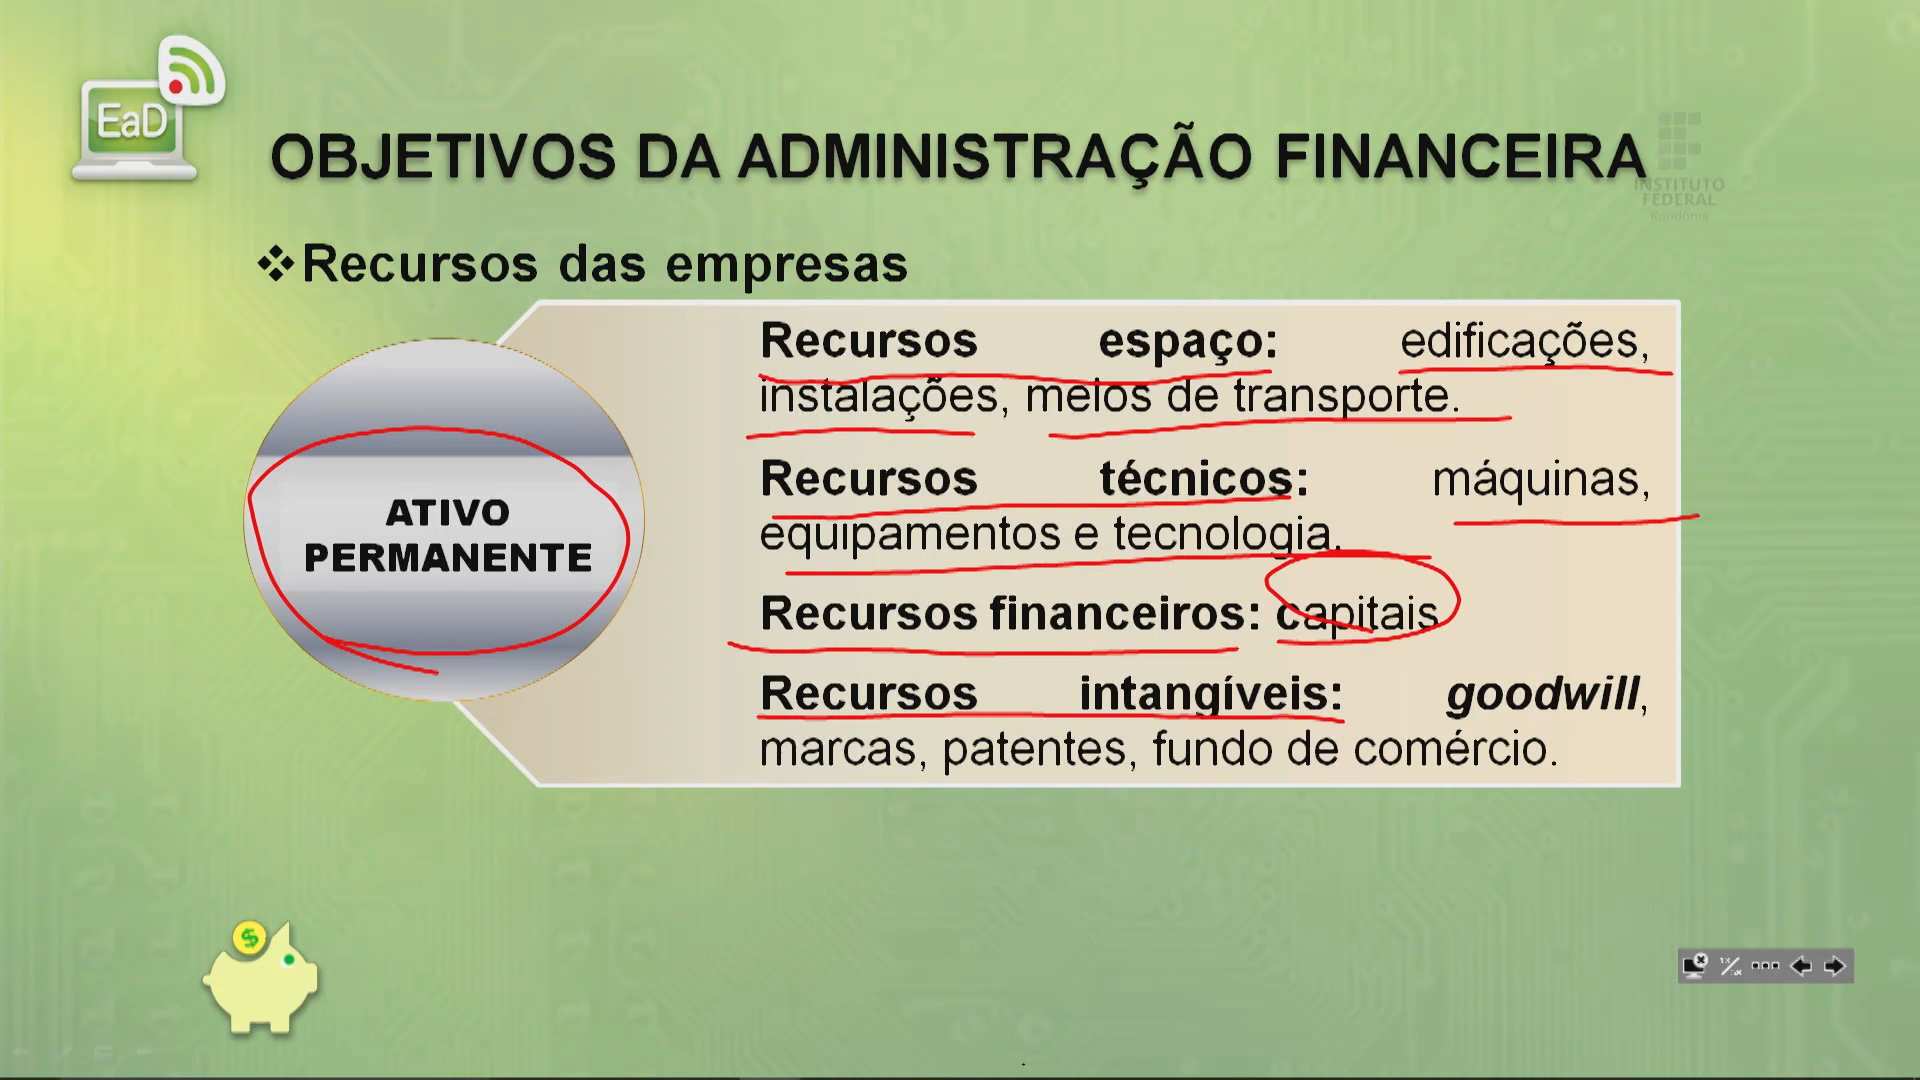 EaD
OBJETIVOS DA ADMINISTRAÇÃO FINANCEIRA
INSTITUTO
FEDERAL
Rondônia
❖Recursos das empresas
ATIVO
PERMANENTE
Recursos espaço: edificações,
instalações, meios de transporte.
Recursos técnicos: máquinas,
equipamentos e tecnologia.
Recursos financeiros: capitais
Recursos intangíveis: goodwill,
marcas, patentes, fundo de comércio.
$